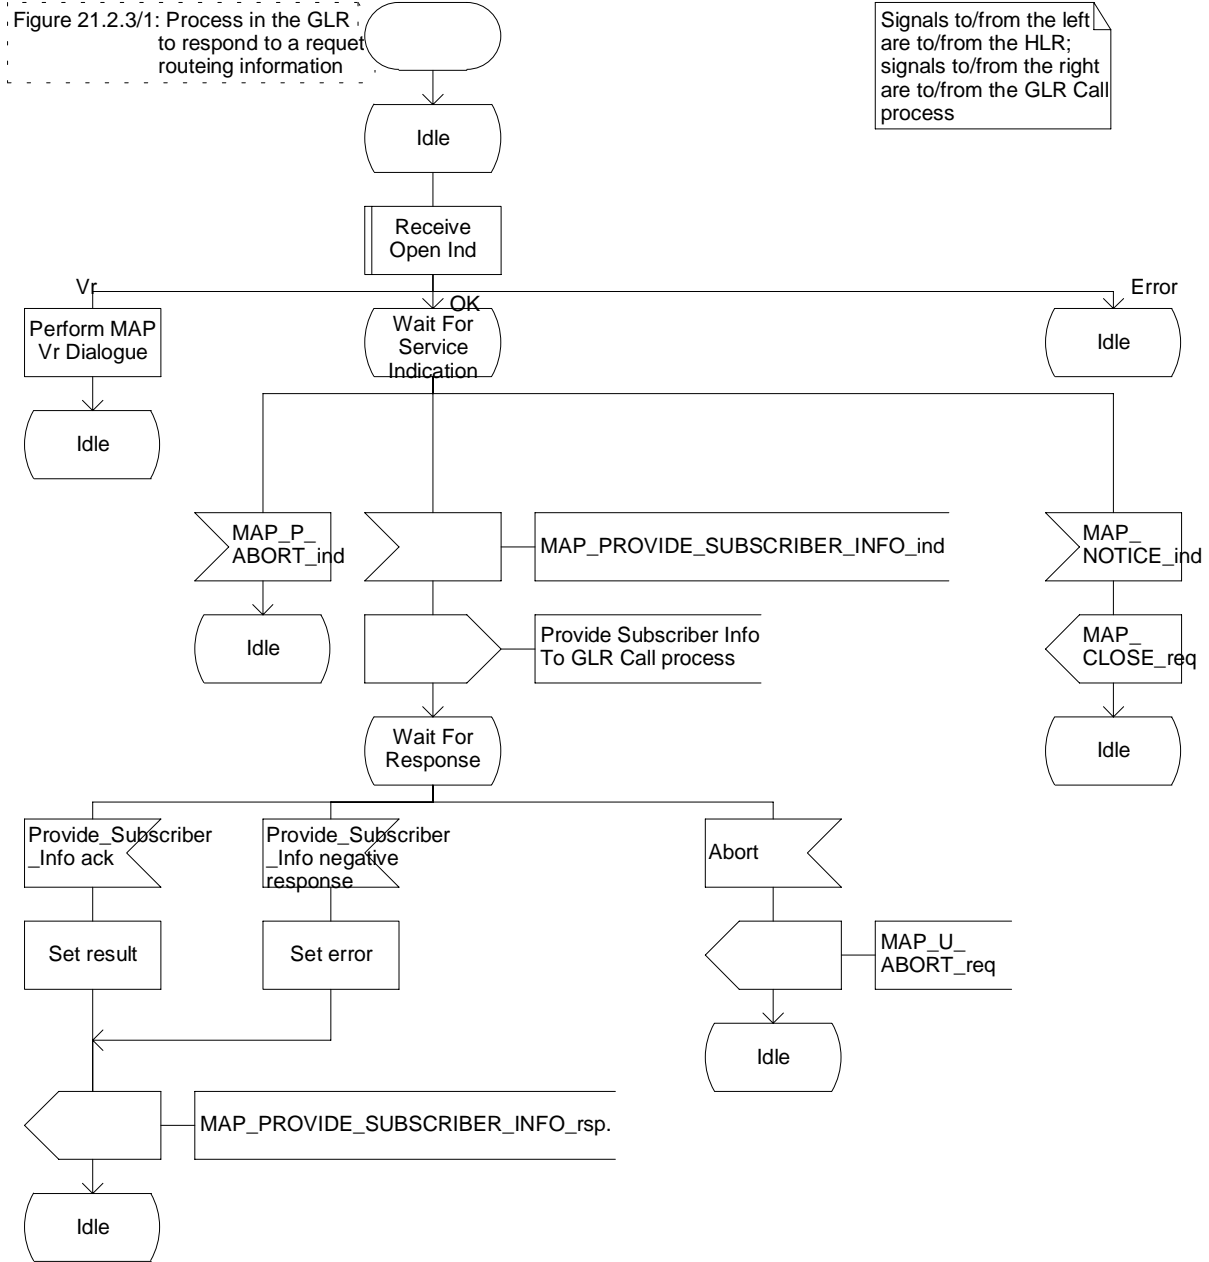 Figure 21.2.3/1: Process in the GLR
to respond to a requet
routeing information
Signals to/from the left
are to/from the HLR;
signals to/from the right
are to/from the GLR Call
process
Idle
Receive
Open Ind
Vr
OK
Error
Perform MAP
Vr Dialogue
Wait For
Service
Indication
Idle
Idle
MAP_P_
ABORT_ind
MAP_PROVIDE_SUBSCRIBER_INFO_ind
MAP_
NOTICE_ind
Idle
Provide Subscriber Info
To GLR Call process
MAP_
CLOSE_req
Wait For
Response
Idle
Provide_Subscriber
_Info ack
Provide_Subscriber
_Info negative
response
Abort
Set result
Set error
MAP_U_
ABORT_req
Idle
MAP_PROVIDE_SUBSCRIBER_INFO_rsp.
Idle